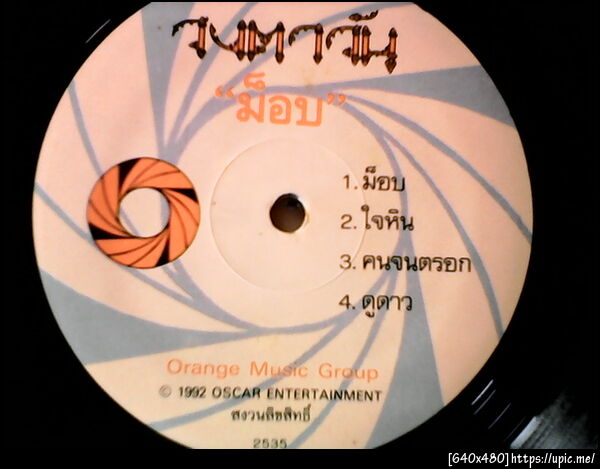 วงตาวัน
“ม็อบ”
1. ม็อบ
2. ใจหิน
3. คนจนตรอก
4. ดูดาว
Orange Music Group
© 1992 OSCAR ENTERTAINMENT
สงวนลิขสิทธิ์
2535
[640x480]https://upic.me/